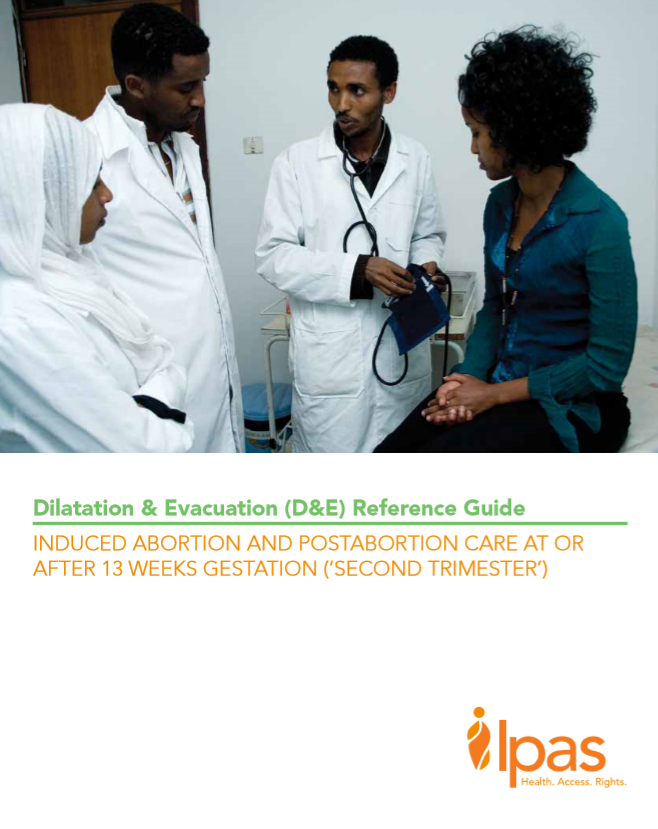 Dilatation & Evacuation (D&E) Reference Guide
INDUCED ABORTION AND POSTABORTION CARE AT OR
AFTER 13 WEEKS GESTATION (‘SECOND TRIMESTER’)
Ipas
Health. Access. Rights.